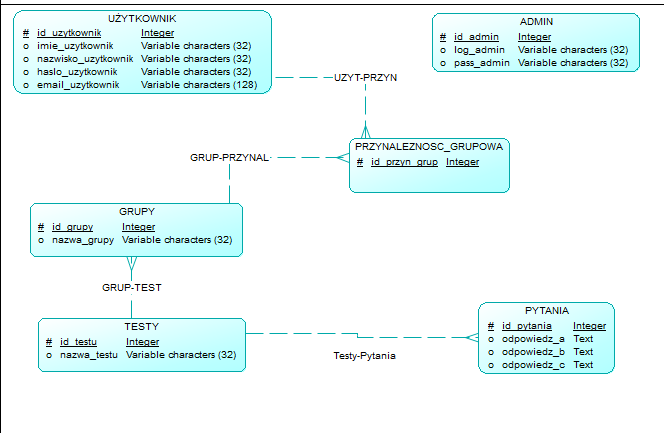 UŻYTKOWNIK
# id_uzytkownik Integer
o imie_uzytkownik Variable characters (32)
o nazwisko_uzytkownik Variable characters (32)
o haslo_uzytkownik Variable characters (32)
o email_uzytkownik Variable characters (128)
ADMIN
# id_admin Integer
o log_admin Variable characters (32)
o pass_admin Variable characters (32)
UZYT-PRZYN
PRZYNALEZNOSC_GRUPOWA
# id_przyn_grup Integer
GRUP-PRZYNAL
GRUPY
# id_grupy Integer
o nazwa_grupy Variable characters (32)
GRUP-TEST
TESTY
# id_testu Integer
o nazwa_testu Variable characters (32)
Testy-Pytania
PYTANIA
# id_pytania Integer
o odpowiedz_a Text
o odpowiedz_b Text
o odpowiedz_c Text